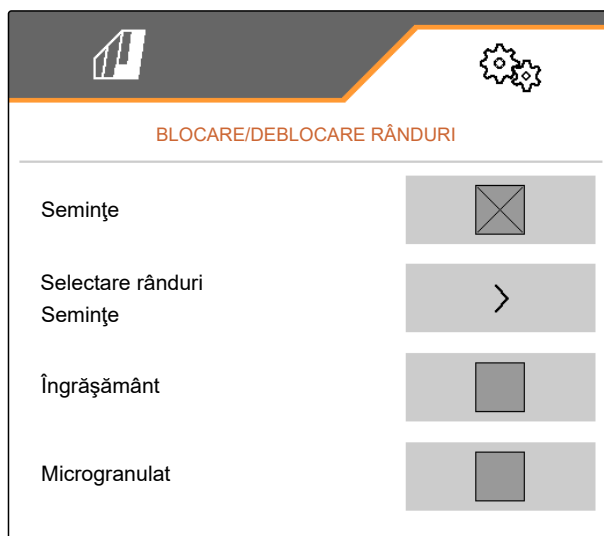 BLOCARE/DEBLOCARE RÂNDURI
Seminţe
Selectare rânduri
Seminţe
Îngrăşământ
Microgranulat